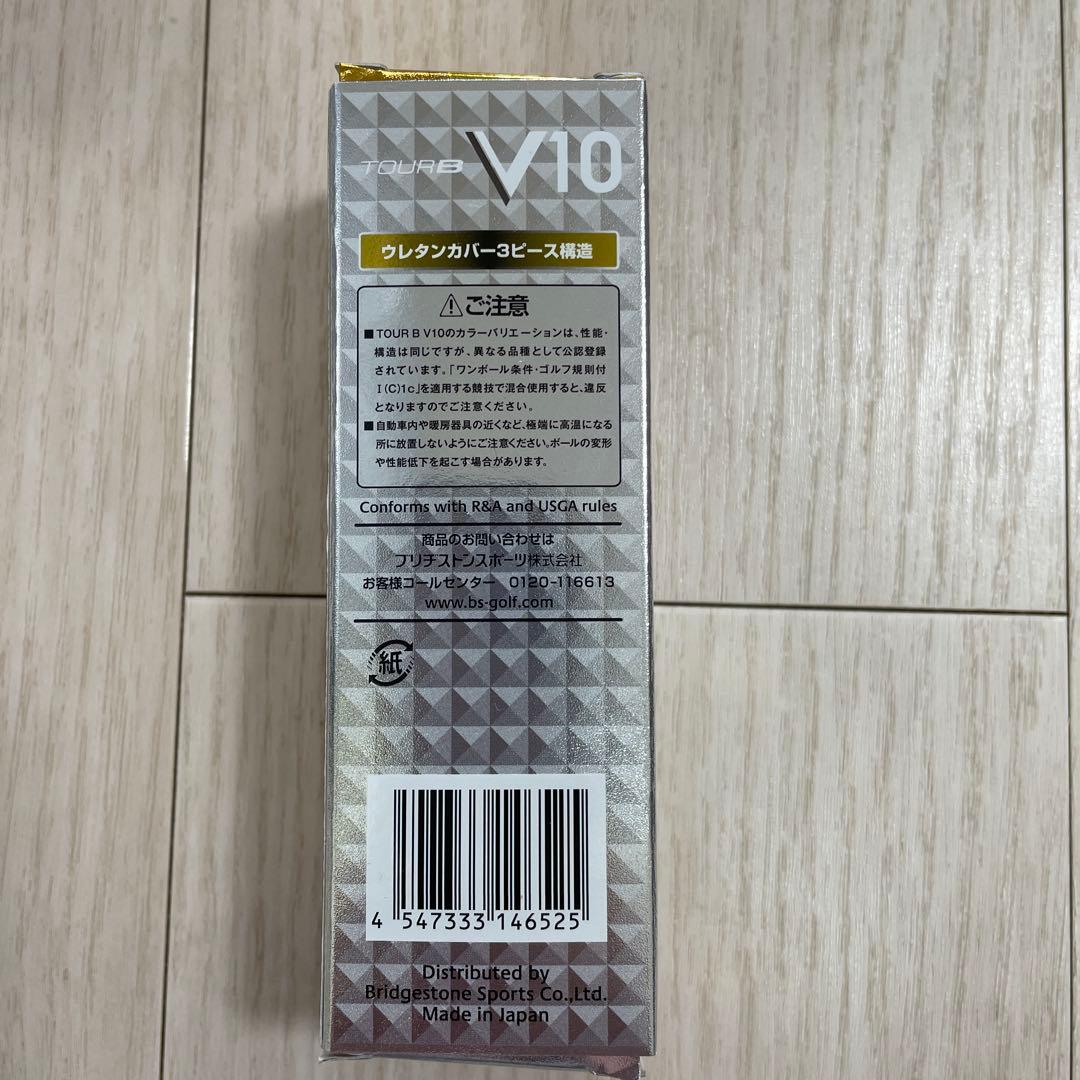 TOUR B V10
ウレタンカバー3ピース構造
⚠ご注意
■TOUR B V10のカラーバリエーションは、性能・
構造は同じですが、異なる品種として公認登録
されています。「ワンボール条件・ゴルフ規則付
I(C)1c」を適用する競技で混合使用すると、違反
となりますのでご注意ください。
■自動車内や暖房器具の近くなど、極端に高温になる
所に放置しないようにご注意ください。ボールの変形
や性能低下を起こす場合があります。
Conforms with R&A and USGA rules
商品のお問い合わせは
ブリヂストンスポーツ株式会社
お客様コールセンター 0120-116613
www.bs-golf.com
紙
4 547333 146525
Distributed by
Bridgestone Sports Co.,Ltd.
Made in Japan